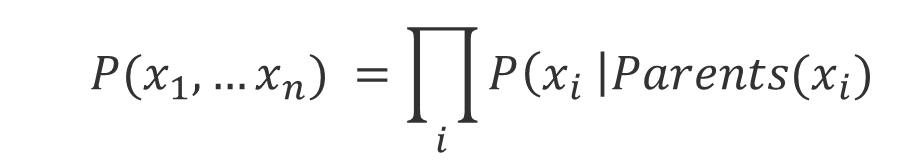 P(x₁, … xₙ) = ∏ᵢ P(xᵢ |Parents(xᵢ)